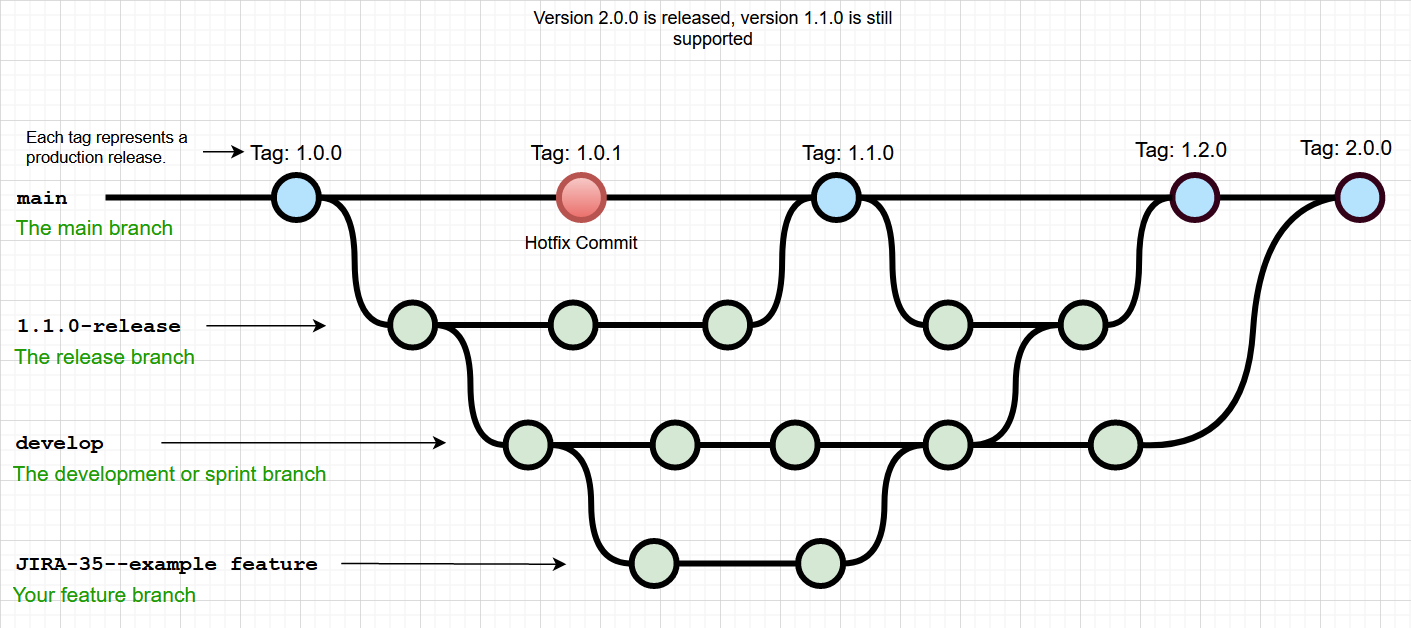 Version 2.0.0 is released, version 1.1.0 is still
supported
Each tag represents a
production release.
Tag: 1.0.0
Tag: 1.0.1
Tag: 1.1.0
Tag: 1.2.0
Tag: 2.0.0
main
The main branch
Hotfix Commit
1.1.0-release
The release branch
develop
The development or sprint branch
JIRA-35--example feature
Your feature branch